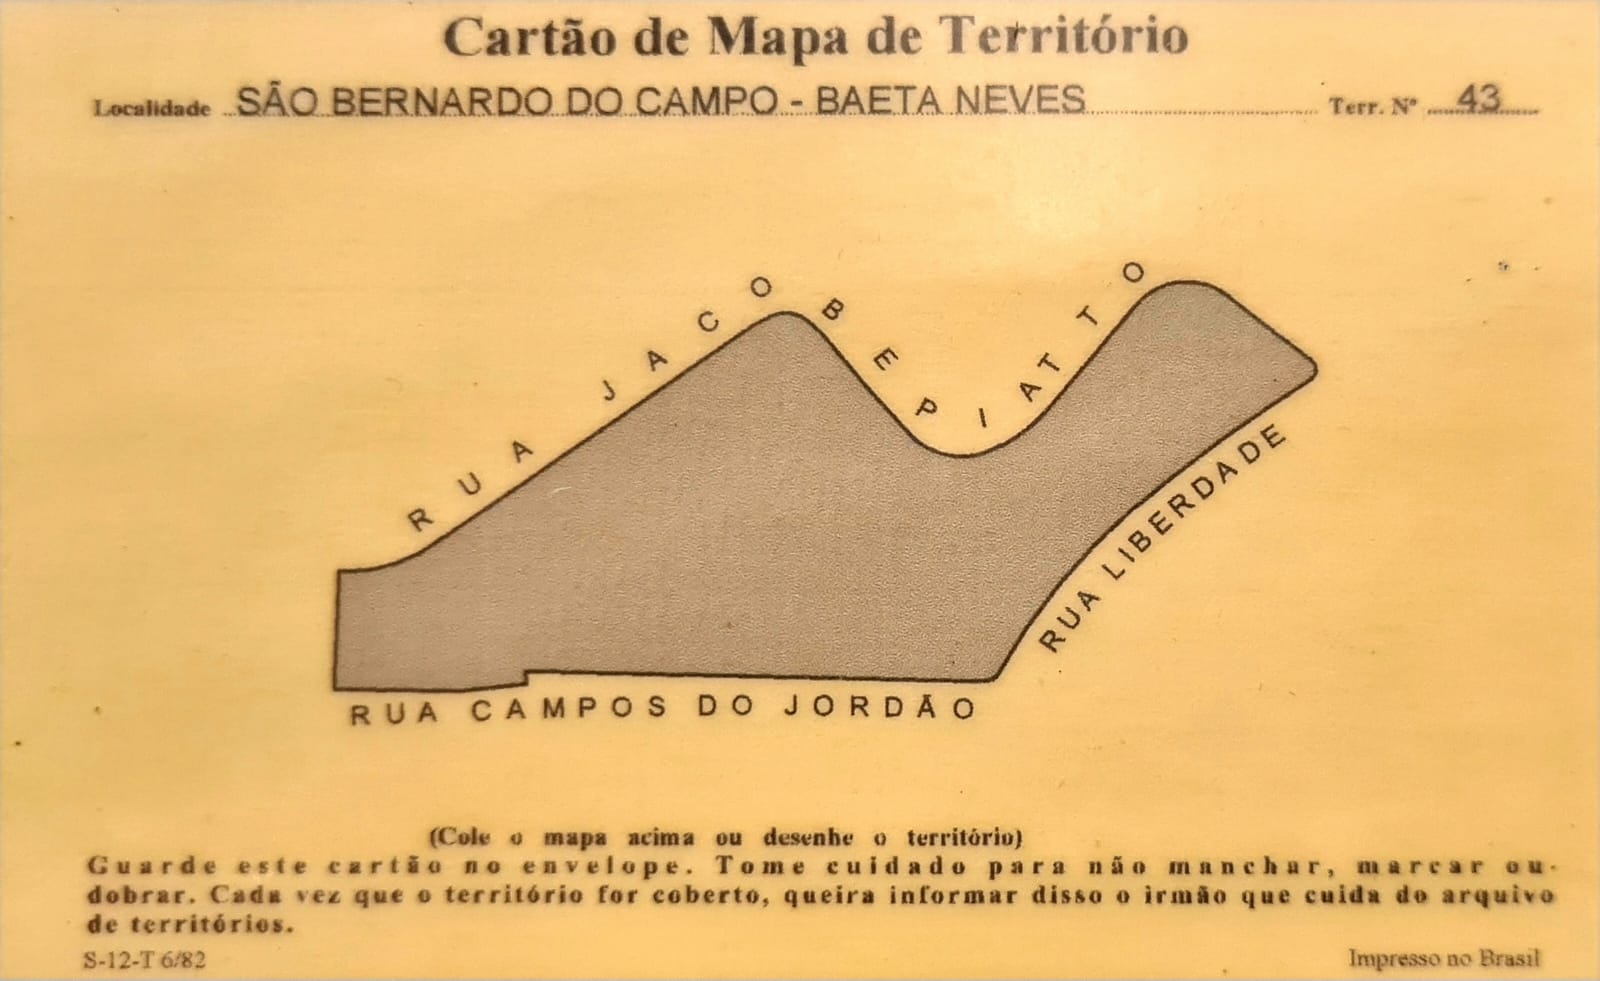 Cartão de Mapa de Território
Localidade SÃO BERNARDO DO CAMPO - BAETA NEVES Terr. Nº 43
RUA JACOBE PIATTO
RUA LIBERDADE
RUA CAMPOS DO JORDÃO
(Cole o mapa acima ou desenhe o território)
Guarde este cartão no envelope. Tome cuidado para não manchar, marcar ou
dobrar. Cada vez que o território for coberto, queira informar disso o irmão que cuida do arquivo
de territórios.
S-12-T 6/82 Impresso no Brasil